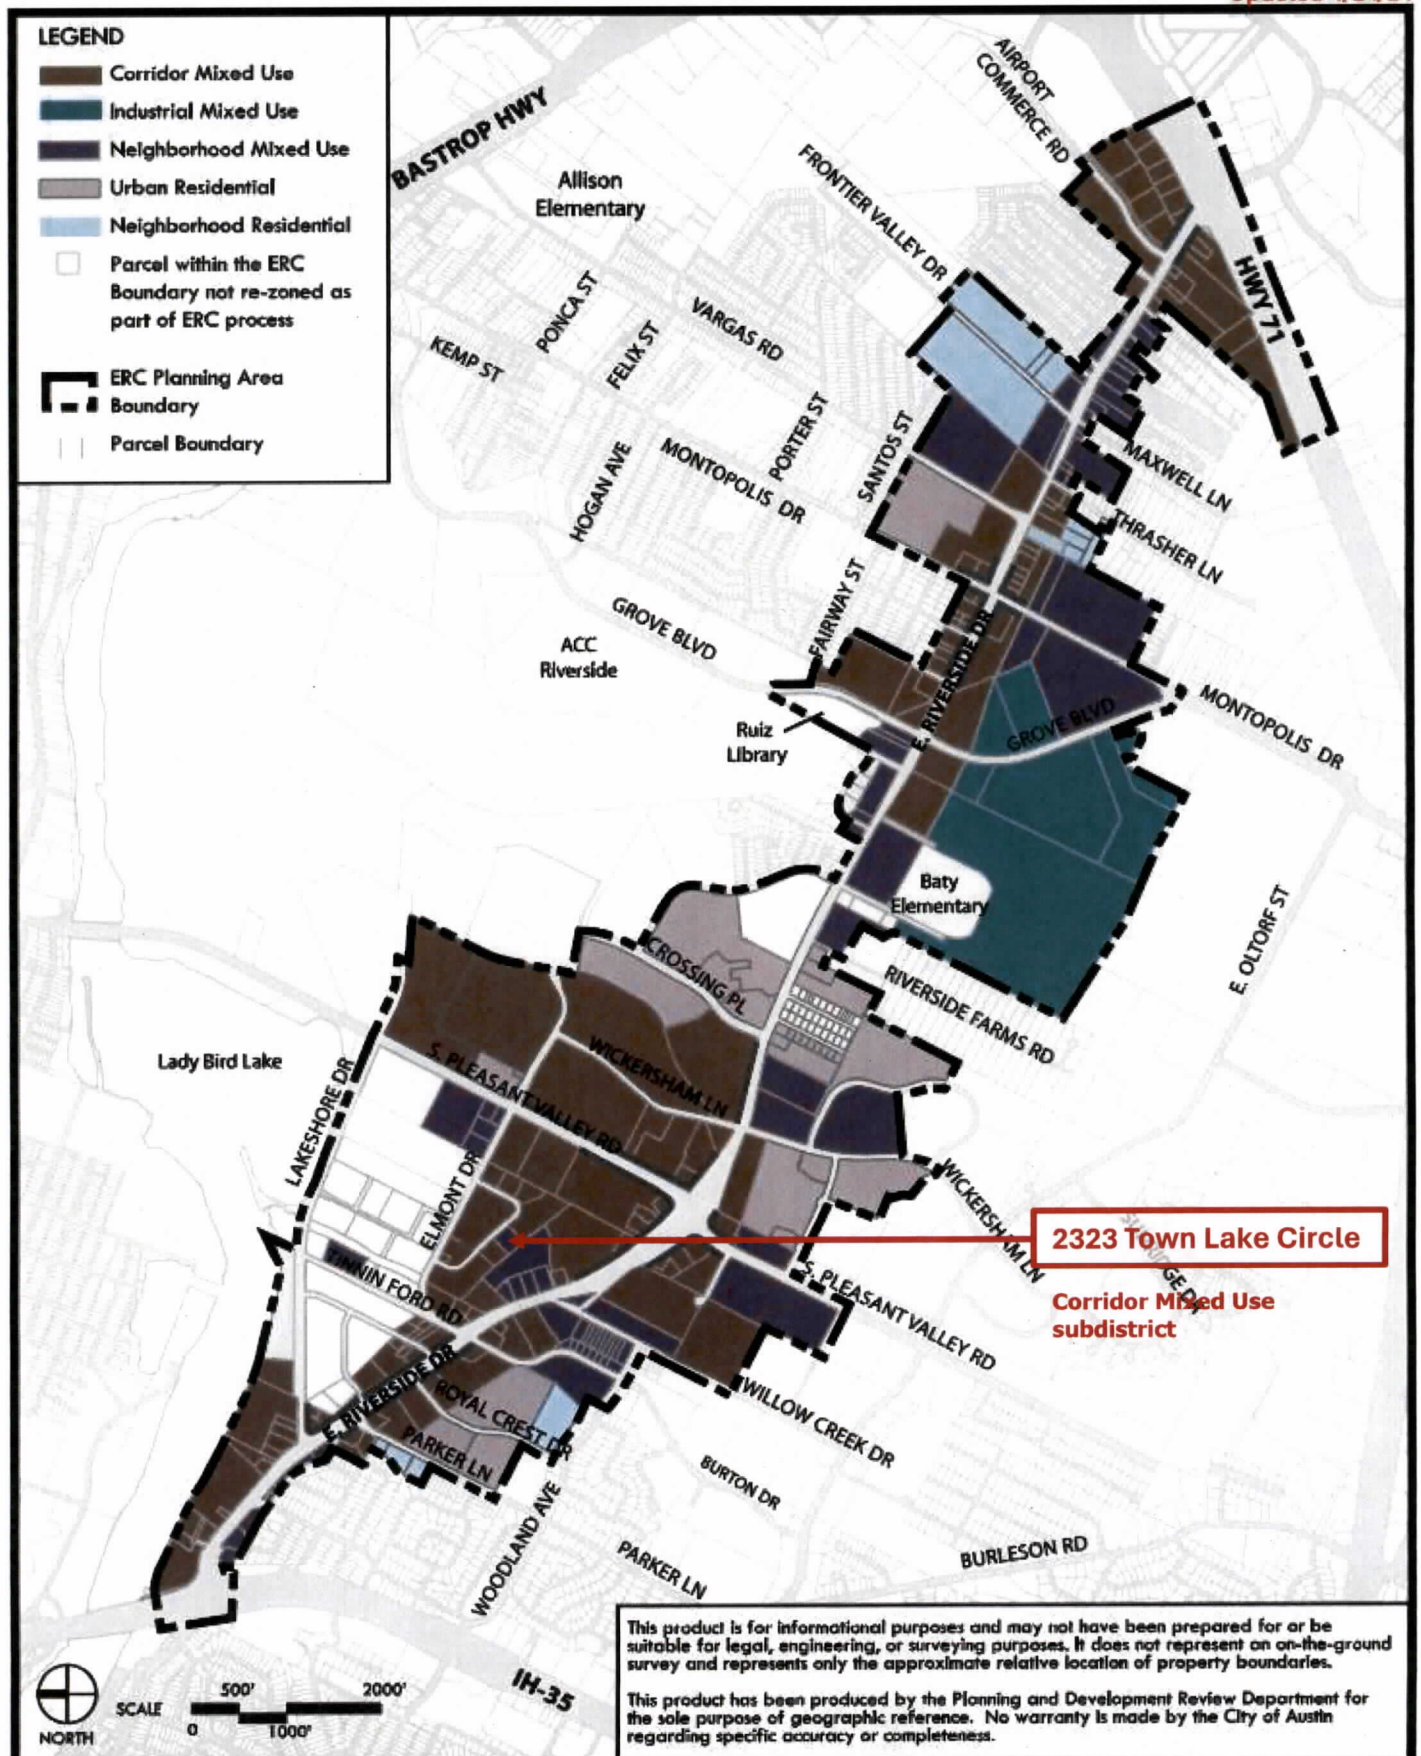 LEGEND
Corridor Mixed Use
Industrial Mixed Use
Neighborhood Mixed Use
Urban Residential
Neighborhood Residential
Parcel within the ERC
Boundary not re-zoned as
part of ERC process
ERC Planning Area
Boundary
Parcel Boundary
BASTROP HWY
AIRPORT
COMMERCE RD
Allison
Elementary
FRONTIER VALLEY DR
HWY 71
PONCA ST
VARGAS RD
FELIX ST
KEMP ST
PORTER ST
SANTOS ST
MAXWELL LN
MONTOPOLIS DR
HOGAN AVE
THRASHER LN
FAIRWAY ST
GROVE BLVD
ACC
Riverside
E. RIVERSIDE DR
MONTOPOLIS DR
GROVE BLVD
Ruiz
Library
Baty
Elementary
E. OLTORF ST
CROSSING PL
RIVERSIDE FARMS RD
Lady Bird Lake
LAKESHORE DR
S. PLEASANT VALLEY RD
WICKERSHAM LN
ELMONT DR
WICKERSHAM LN
2323 Town Lake Circle
Corridor Mixed Use
subdistrict
TINNIN FORD RD
S. PLEASANT VALLEY RD
E. RIVERSIDE DR
ROYAL CREST DR
WILLOW CREEK DR
PARKER LN
BURTON DR
WOODLAND AVE
PARKER LN
BURLESON RD
IH-35
NORTH
SCALE
500'
2000'
0
1000'
This product is for informational purposes and may not have been prepared for or be
suitable for legal, engineering, or surveying purposes. It does not represent an on-the-ground
survey and represents only the approximate relative location of property boundaries.
This product has been produced by the Planning and Development Review Department for
the sole purpose of geographic reference. No warranty is made by the City of Austin
regarding specific accuracy or completeness.